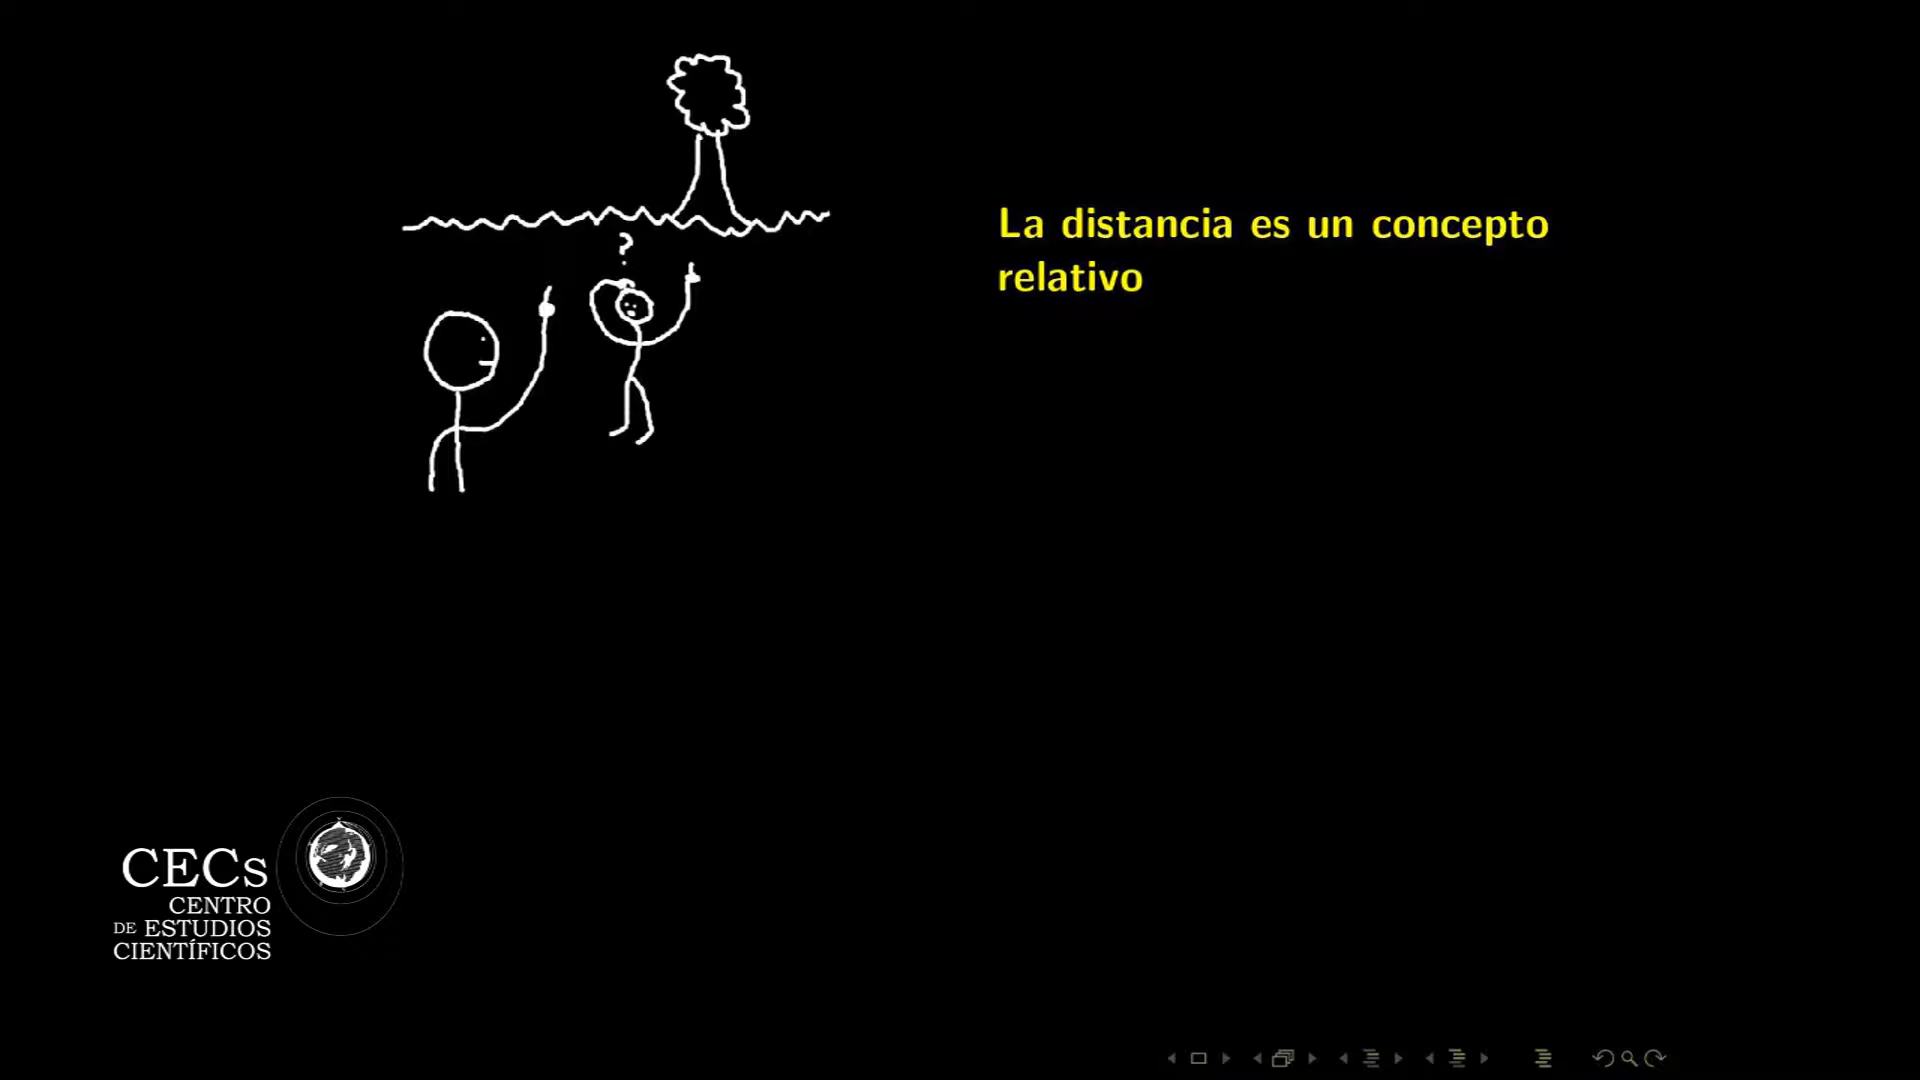 ?
La distancia es un concepto
relativo
CECs
CENTRO
DE ESTUDIOS
CIENTÍFICOS